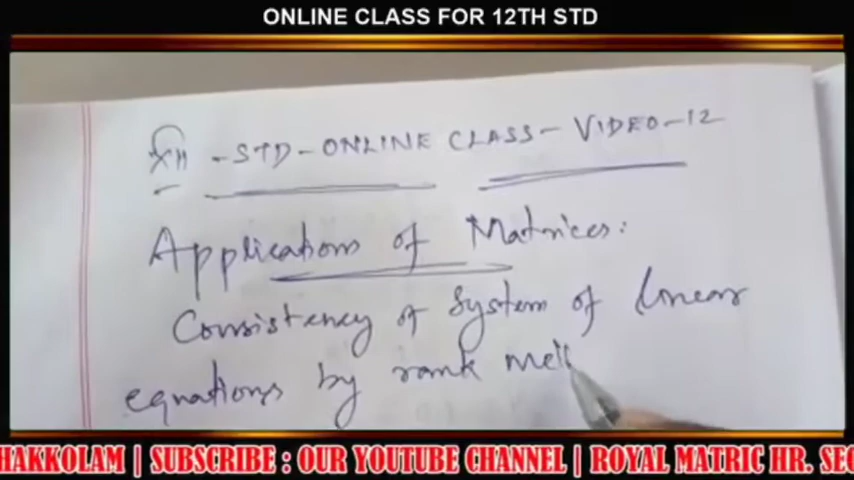 ONLINE CLASS FOR 12TH STD
XII - STD - ONLINE CLASS - VIDEO - 12
Applications of Matrices:
Consistency of System of linear
equations by rank
HAKKOLAM | SUBSCRIBE : OUR YOUTUBE CHANNEL | ROYAL MATRIC HR. SEC